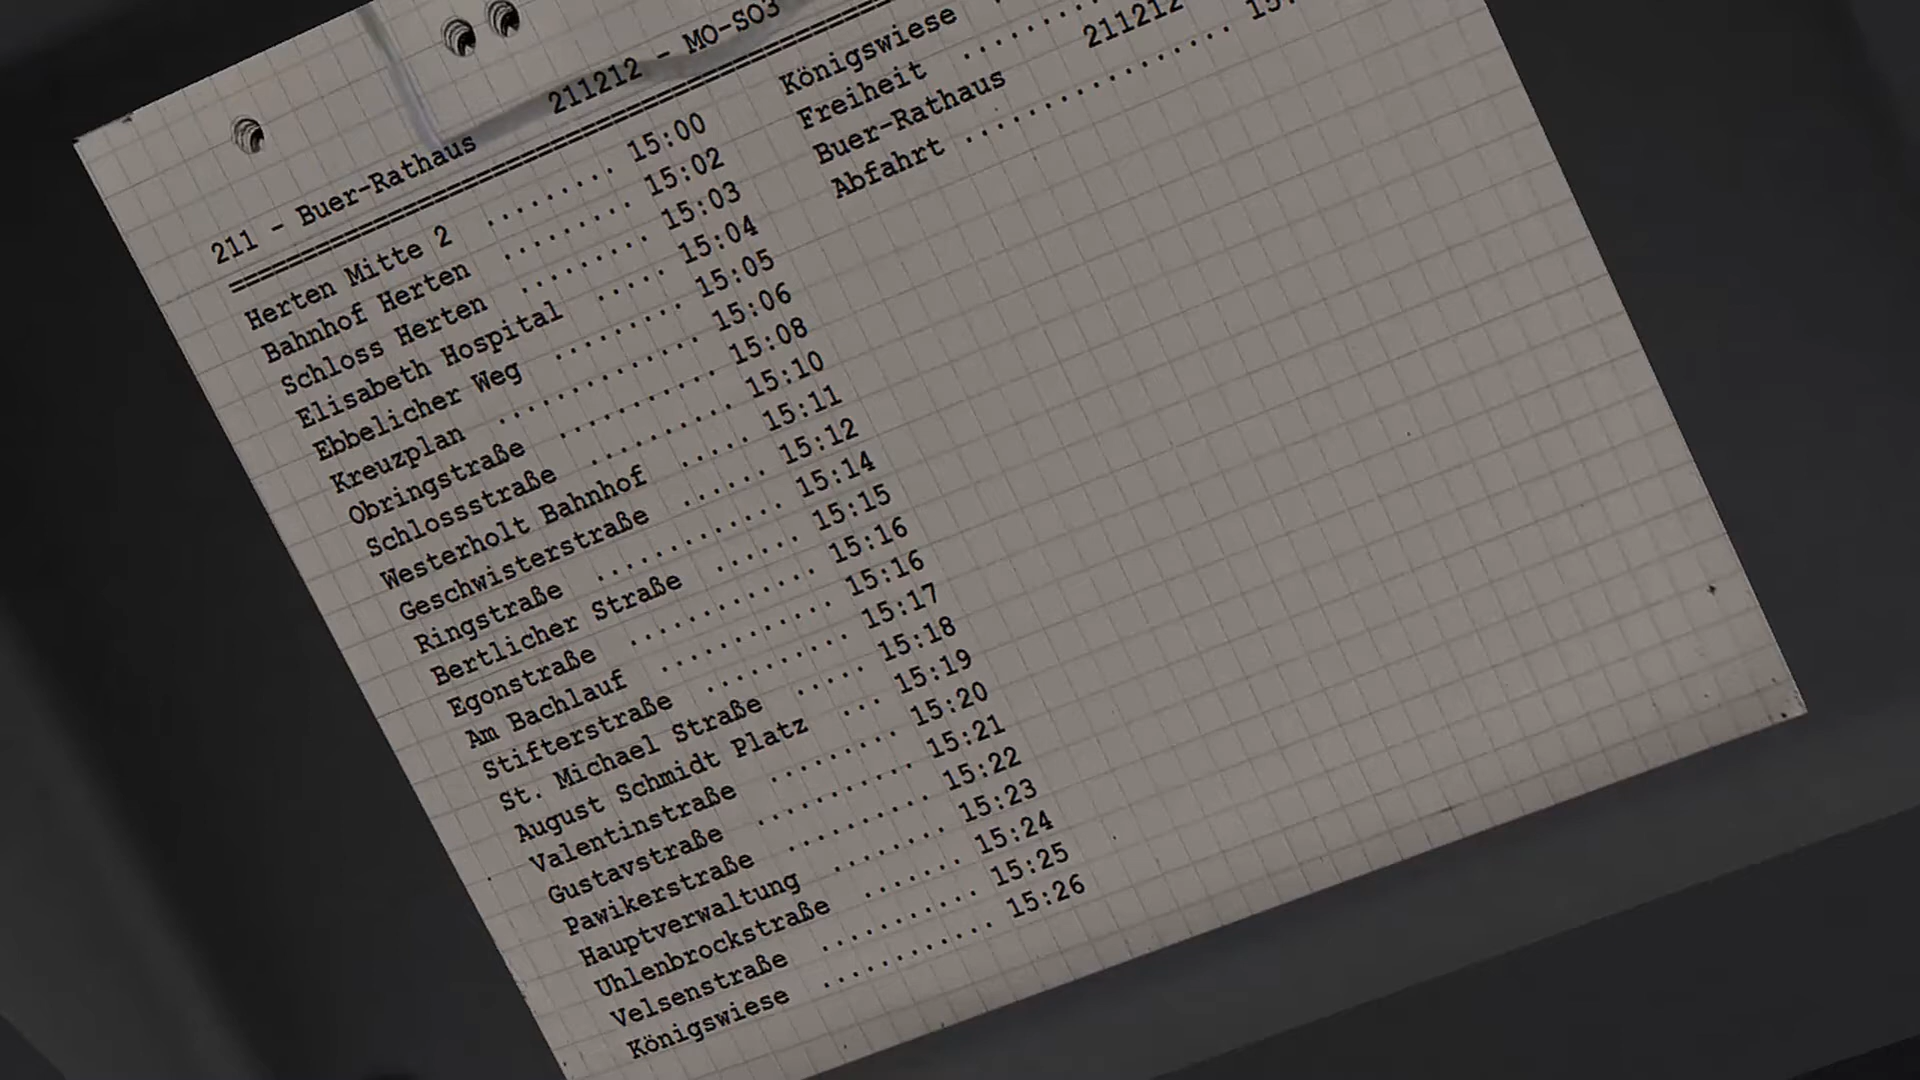 211 - Buer-Rathaus 211212 - MO-SO3
Herten Mitte 2 ........ 15:00
Bahnhof Herten ........ 15:02
Schloss Herten ........ 15:03
Elisabeth Hospital ..... 15:04
Ebbelicher Weg ........ 15:05
Kreuzplan ............ 15:06
Obringstraße .......... 15:08
Schlossstraße ......... 15:10
Westerholt Bahnhof ..... 15:11
Geschwisterstraße ...... 15:12
Ringstraße ............ 15:14
Bertlicher Straße ...... 15:15
Egonstraße ............ 15:16
Am Bachlauf ........... 15:16
Stifterstraße ......... 15:17
St. Michael Straße ..... 15:18
August Schmidt Platz ... 15:19
Valentinstraße ........ 15:20
Gustavstraße .......... 15:21
Pawikerstraße ......... 15:22
Hauptverwaltung ....... 15:23
Uhlenbrockstraße ...... 15:24
Velsenstraße .......... 15:25
Königswiese ........... 15:26
Königswiese
Freiheit ..........
Buer-Rathaus 211212
Abfahrt ................